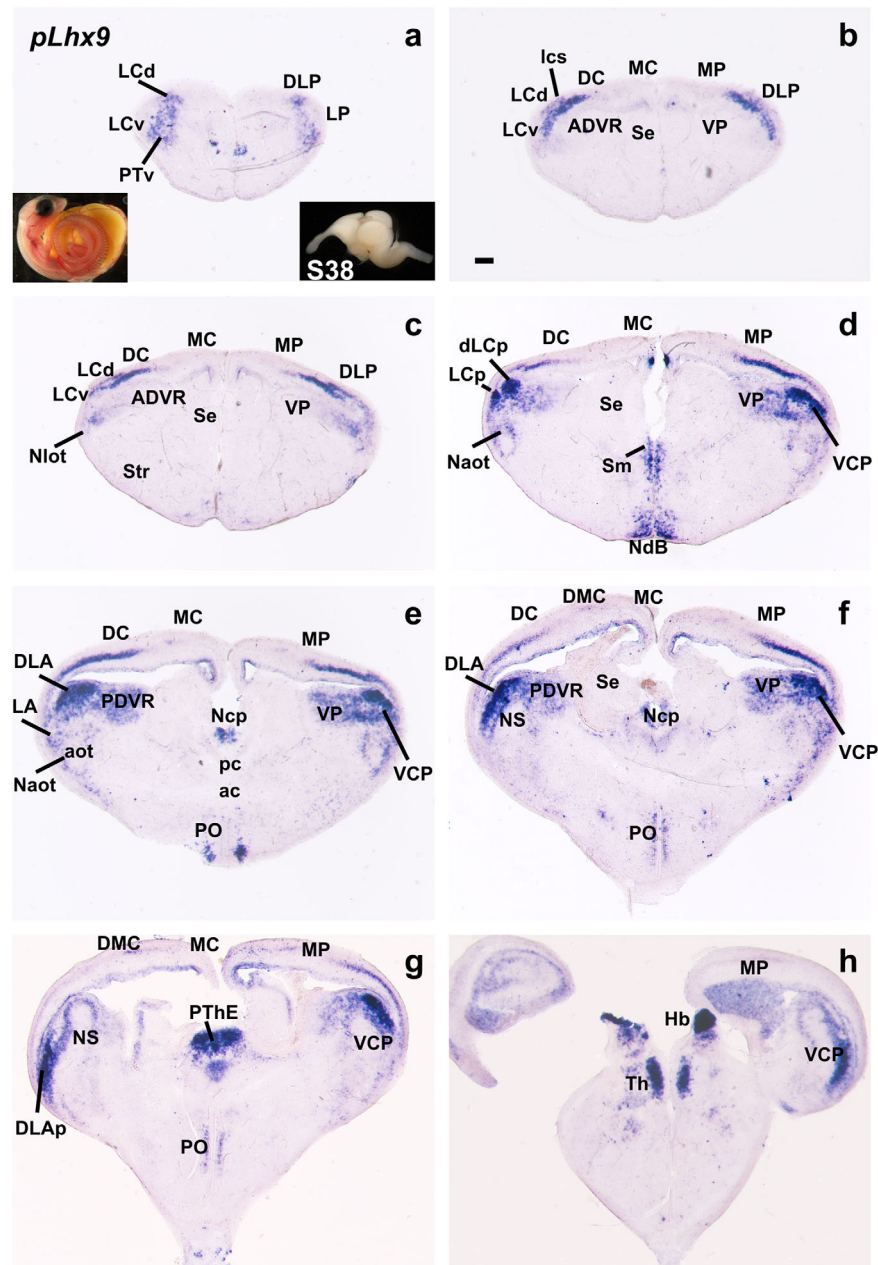 pLhx9
a
LCd
DLP
LCv
LP
PTv
S38
b
lcs
DC
MC
MP
LCd
DLP
LCv
ADVR
Se
VP
c
MC
DC
MP
LCd
DLP
LCv
ADVR
Se
VP
Nlot
Str
d
MC
DC
dLCp
MP
LCp
Se
VP
Naot
Sm
VCP
NdB
e
MC
DC
MP
DLA
PDVR
LA
Ncp
VP
aot
Naot
pc
VCP
ac
PO
f
DMC
MC
DC
MP
DLA
PDVR
Se
VP
NS
Ncp
VCP
PO
g
DMC
MC
MP
PThE
NS
VCP
DLAp
PO
h
MP
Hb
VCP
Th